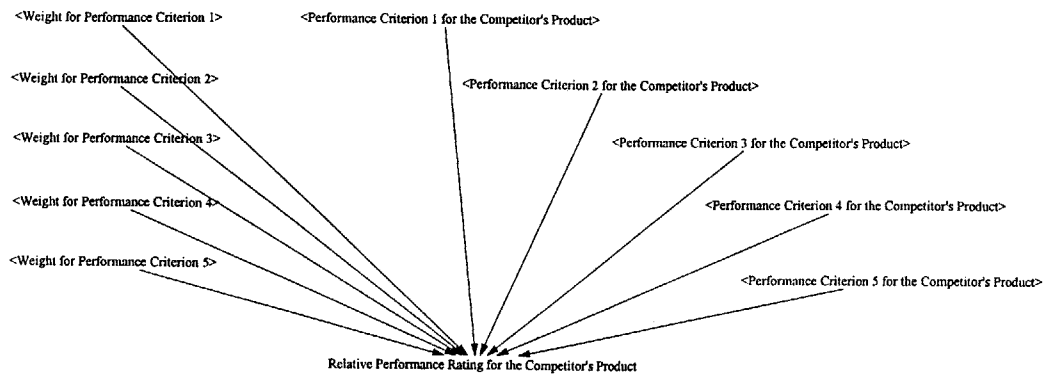 <Weight for Performance Criterion 1>
<Performance Criterion 1 for the Competitor's Product>
<Weight for Performance Criterion 2>
<Performance Criterion 2 for the Competitor's Product>
<Weight for Performance Criterion 3>
<Performance Criterion 3 for the Competitor's Product>
<Weight for Performance Criterion 4>
<Performance Criterion 4 for the Competitor's Product>
<Weight for Performance Criterion 5>
<Performance Criterion 5 for the Competitor's Product>
Relative Performance Rating for the Competitor's Product